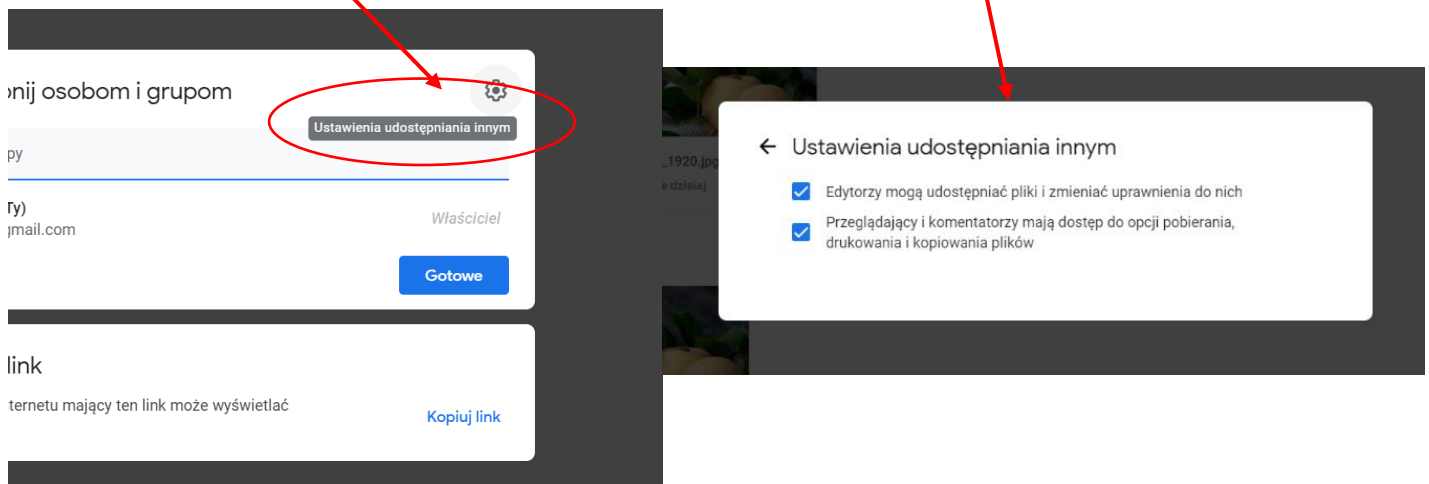 onij osobom i grupom
Ustawienia udostępniania innym
py
Ty)
gmail.com
Właściciel
Gotowe
link
ternetu mający ten link może wyświetlać
Kopiuj link
_1920.jpg
e dzisiaj
Ustawienia udostępniania innym
Edytorzy mogą udostępniać pliki i zmieniać uprawnienia do nich
Przeglądający i komentatorzy mają dostęp do opcji pobierania,
drukowania i kopiowania plików